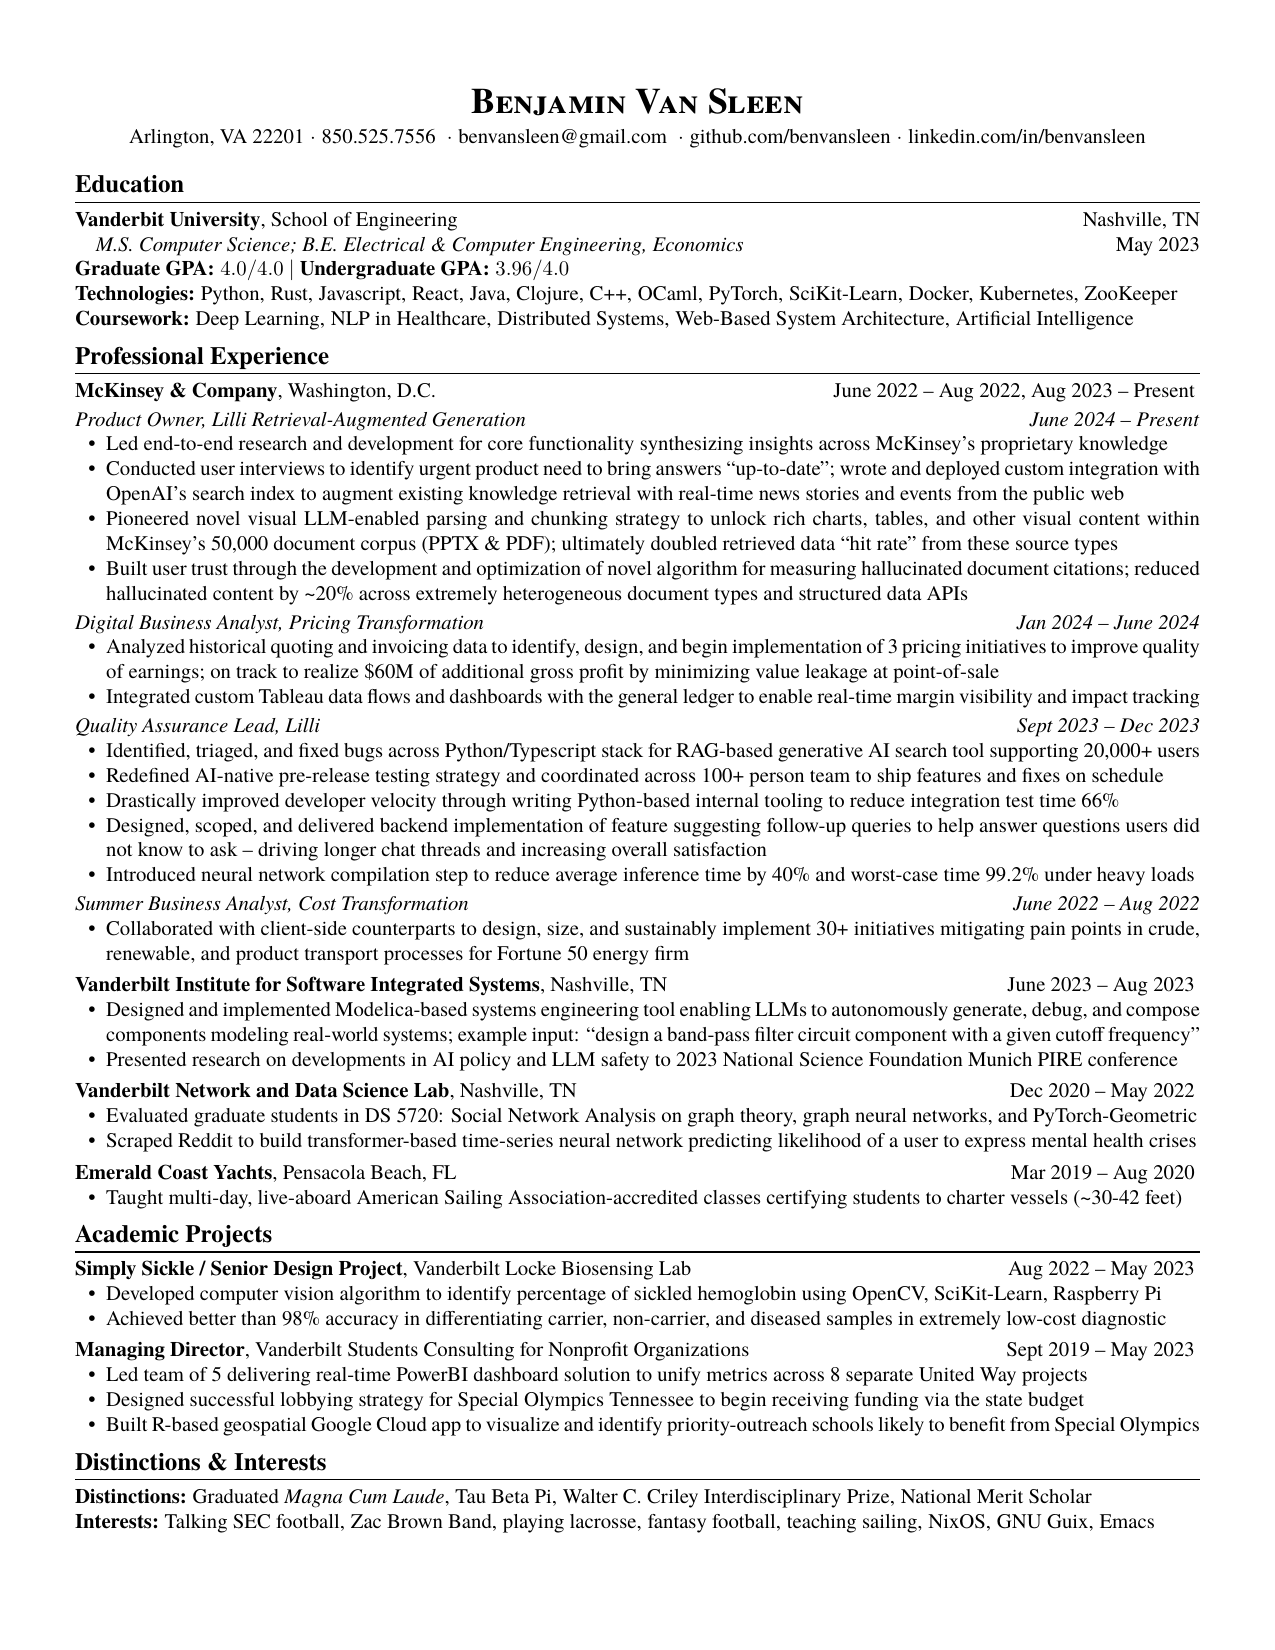 Benjamin Van Sleen
Arlington, VA 22201 · 850.525.7556 · benvansleen@gmail.com · github.com/benvansleen · linkedin.com/in/benvansleen
Education
Vanderbit University, School of Engineering Nashville, TN
M.S. Computer Science; B.E. Electrical & Computer Engineering, Economics May 2023
Graduate GPA: 4.0/4.0 | Undergraduate GPA: 3.96/4.0
Technologies: Python, Rust, Javascript, React, Java, Clojure, C++, OCaml, PyTorch, SciKit-Learn, Docker, Kubernetes, ZooKeeper
Coursework: Deep Learning, NLP in Healthcare, Distributed Systems, Web-Based System Architecture, Artificial Intelligence
Professional Experience
McKinsey & Company, Washington, D.C. June 2022 – Aug 2022, Aug 2023 – Present
Product Owner, Lilli Retrieval-Augmented Generation June 2024 – Present
• Led end-to-end research and development for core functionality synthesizing insights across McKinsey's proprietary knowledge
• Conducted user interviews to identify urgent product need to bring answers “up-to-date”; wrote and deployed custom integration with
OpenAI's search index to augment existing knowledge retrieval with real-time news stories and events from the public web
• Pioneered novel visual LLM-enabled parsing and chunking strategy to unlock rich charts, tables, and other visual content within
McKinsey's 50,000 document corpus (PPTX & PDF); ultimately doubled retrieved data “hit rate” from these source types
• Built user trust through the development and optimization of novel algorithm for measuring hallucinated document citations; reduced
hallucinated content by ~20% across extremely heterogeneous document types and structured data APIs
Digital Business Analyst, Pricing Transformation Jan 2024 – June 2024
• Analyzed historical quoting and invoicing data to identify, design, and begin implementation of 3 pricing initiatives to improve quality
of earnings; on track to realize $60M of additional gross profit by minimizing value leakage at point-of-sale
• Integrated custom Tableau data flows and dashboards with the general ledger to enable real-time margin visibility and impact tracking
Quality Assurance Lead, Lilli Sept 2023 – Dec 2023
• Identified, triaged, and fixed bugs across Python/Typescript stack for RAG-based generative AI search tool supporting 20,000+ users
• Redefined AI-native pre-release testing strategy and coordinated across 100+ person team to ship features and fixes on schedule
• Drastically improved developer velocity through writing Python-based internal tooling to reduce integration test time 66%
• Designed, scoped, and delivered backend implementation of feature suggesting follow-up queries to help answer questions users did
not know to ask – driving longer chat threads and increasing overall satisfaction
• Introduced neural network compilation step to reduce average inference time by 40% and worst-case time 99.2% under heavy loads
Summer Business Analyst, Cost Transformation June 2022 – Aug 2022
• Collaborated with client-side counterparts to design, size, and sustainably implement 30+ initiatives mitigating pain points in crude,
renewable, and product transport processes for Fortune 50 energy firm
Vanderbilt Institute for Software Integrated Systems, Nashville, TN June 2023 – Aug 2023
• Designed and implemented Modelica-based systems engineering tool enabling LLMs to autonomously generate, debug, and compose
components modeling real-world systems; example input: “design a band-pass filter circuit component with a given cutoff frequency”
• Presented research on developments in AI policy and LLM safety to 2023 National Science Foundation Munich PIRE conference
Vanderbilt Network and Data Science Lab, Nashville, TN Dec 2020 – May 2022
• Evaluated graduate students in DS 5720: Social Network Analysis on graph theory, graph neural networks, and PyTorch-Geometric
• Scraped Reddit to build transformer-based time-series neural network predicting likelihood of a user to express mental health crises
Emerald Coast Yachts, Pensacola Beach, FL Mar 2019 – Aug 2020
• Taught multi-day, live-aboard American Sailing Association-accredited classes certifying students to charter vessels (~30-42 feet)
Academic Projects
Simply Sickle / Senior Design Project, Vanderbilt Locke Biosensing Lab Aug 2022 – May 2023
• Developed computer vision algorithm to identify percentage of sickled hemoglobin using OpenCV, SciKit-Learn, Raspberry Pi
• Achieved better than 98% accuracy in differentiating carrier, non-carrier, and diseased samples in extremely low-cost diagnostic
Managing Director, Vanderbilt Students Consulting for Nonprofit Organizations Sept 2019 – May 2023
• Led team of 5 delivering real-time PowerBI dashboard solution to unify metrics across 8 separate United Way projects
• Designed successful lobbying strategy for Special Olympics Tennessee to begin receiving funding via the state budget
• Built R-based geospatial Google Cloud app to visualize and identify priority-outreach schools likely to benefit from Special Olympics
Distinctions & Interests
Distinctions: Graduated Magna Cum Laude, Tau Beta Pi, Walter C. Criley Interdisciplinary Prize, National Merit Scholar
Interests: Talking SEC football, Zac Brown Band, playing lacrosse, fantasy football, teaching sailing, NixOS, GNU Guix, Emacs